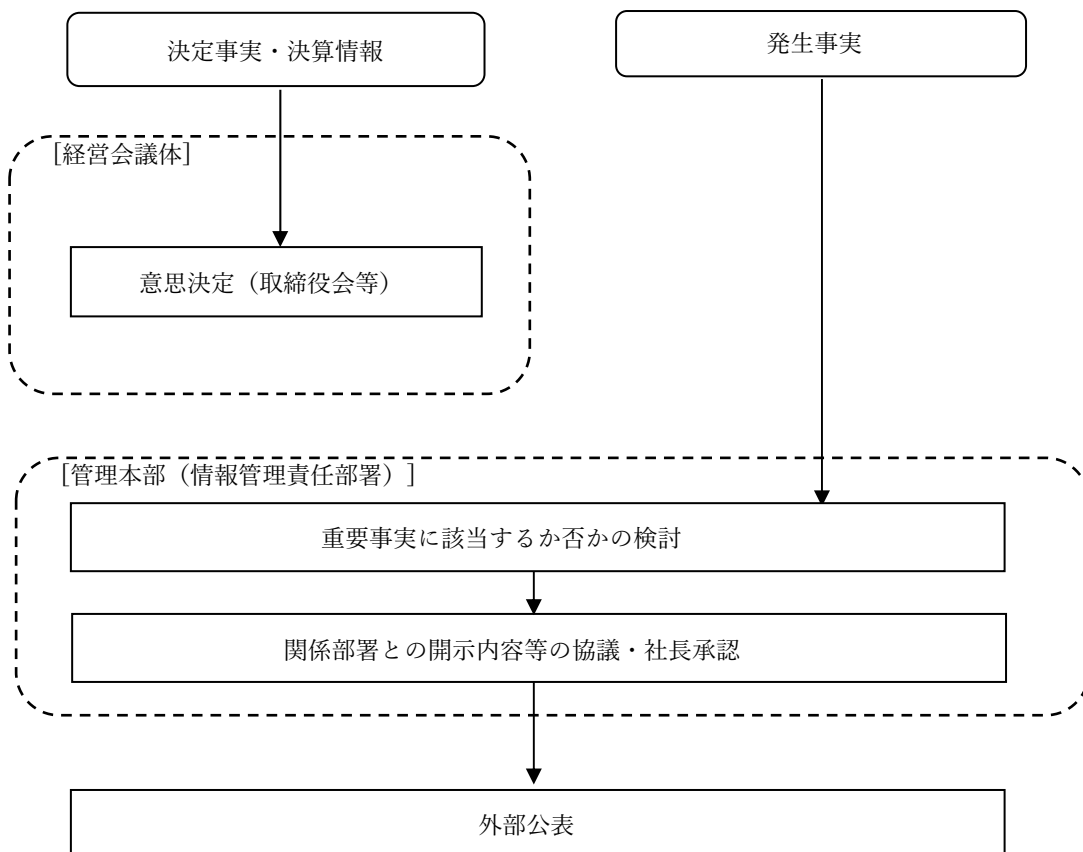 決定事実・決算情報
発生事実
[経営会議体]
意思決定（取締役会等）
[管理本部（情報管理責任部署）]
重要事実に該当するか否かの検討
関係部署との開示内容等の協議・社長承認
外部公表